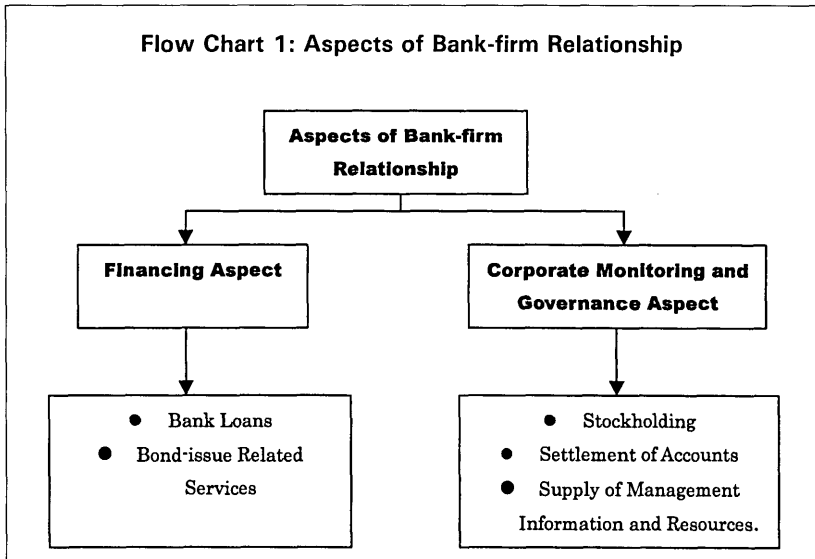 Flow Chart 1: Aspects of Bank-firm Relationship
Aspects of Bank-firm
Relationship
Financing Aspect
Corporate Monitoring and
Governance Aspect
● Bank Loans
● Bond-issue Related
Services
● Stockholding
● Settlement of Accounts
● Supply of Management
Information and Resources.